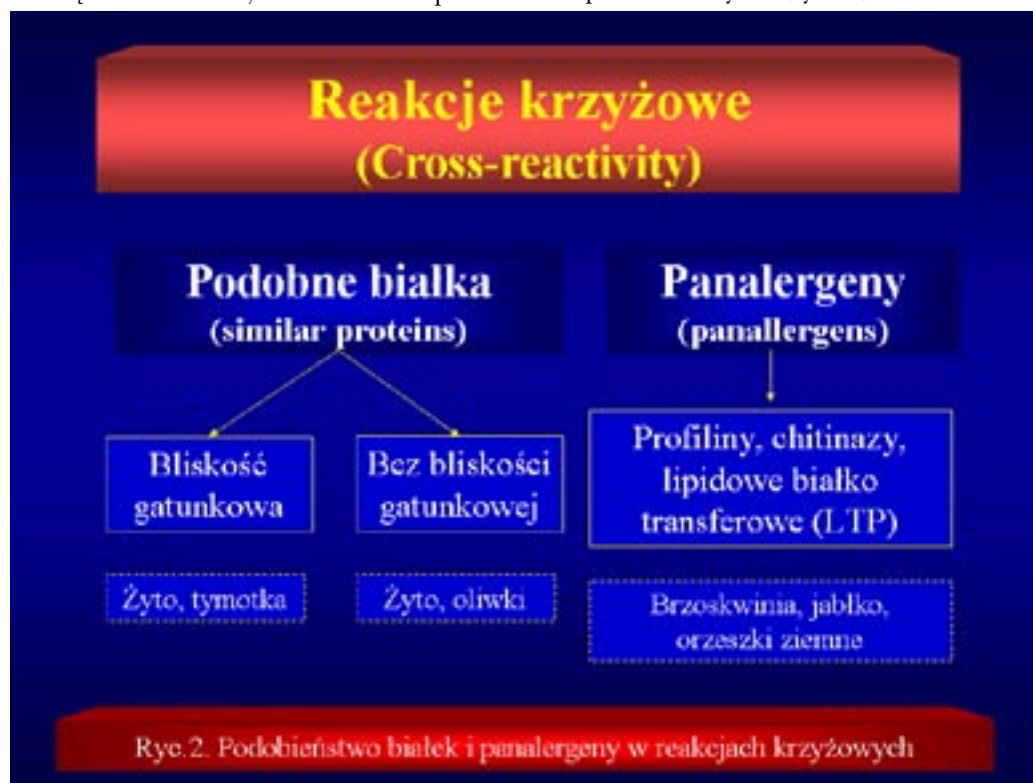 Reakcje krzyżowe
(Cross-reactivity)
Podobne białka
(similar proteins)
Panalergeny
(panallergens)
Bliskość
gatunkowa
Bez bliskości
gatunkowej
Profiliny, chitinazy,
lipidowe białko
transferowe (LTP)
Żyto, tymotka
Żyto, oliwki
Brzoskwinia, jabłko,
orzeszki ziemne
Ryc.2. Podobieństwo białek i panalergeny w reakcjach krzyżowych